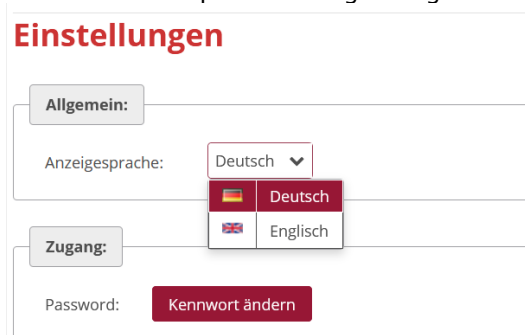 Einstellungen
Allgemein:
Anzeigesprache: Deutsch
Deutsch
Englisch
Zugang:
Password: Kennwort ändern